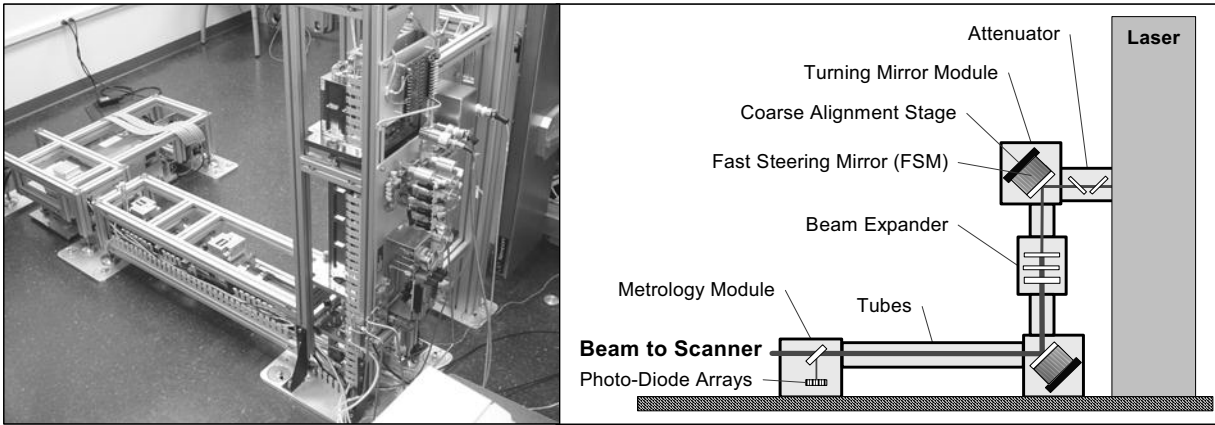 Attenuator
Laser
Turning Mirror Module
Coarse Alignment Stage
Fast Steering Mirror (FSM)
Beam Expander
Metrology Module
Tubes
Beam to Scanner
Photo-Diode Arrays